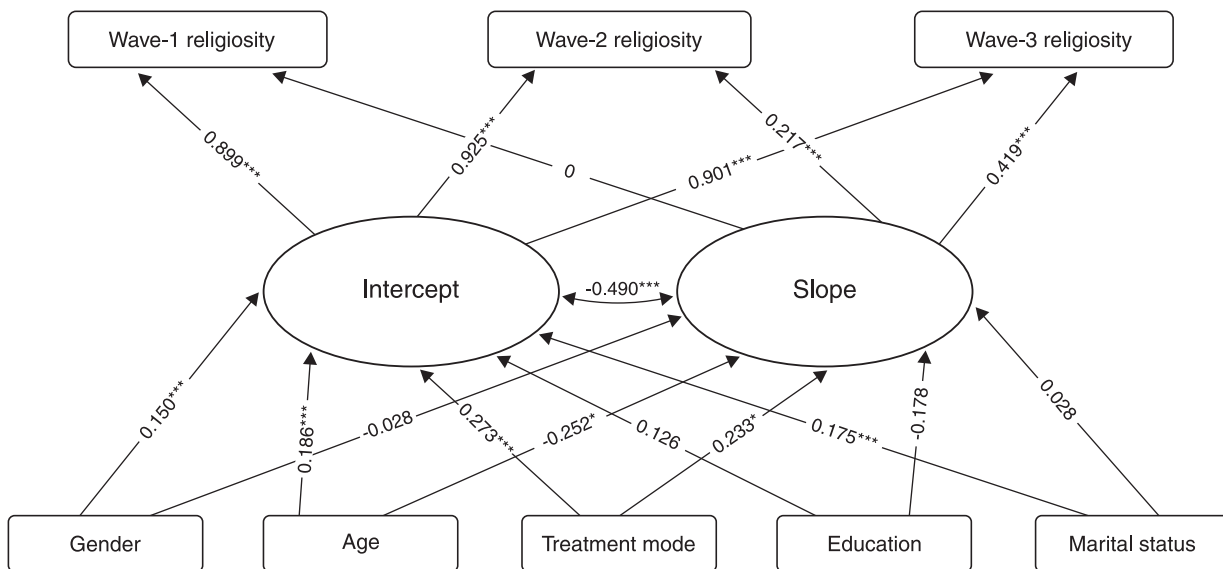 Wave-1 religiosity
Wave-2 religiosity
Wave-3 religiosity
0.899***
0.925***
0
0.901***
0.217***
0.419***
Intercept
-0.490***
Slope
0.150***
0.186***
-0.028
0.273***
-0.252*
0.126
0.233*
0.175***
-0.178
0.028
Gender
Age
Treatment mode
Education
Marital status